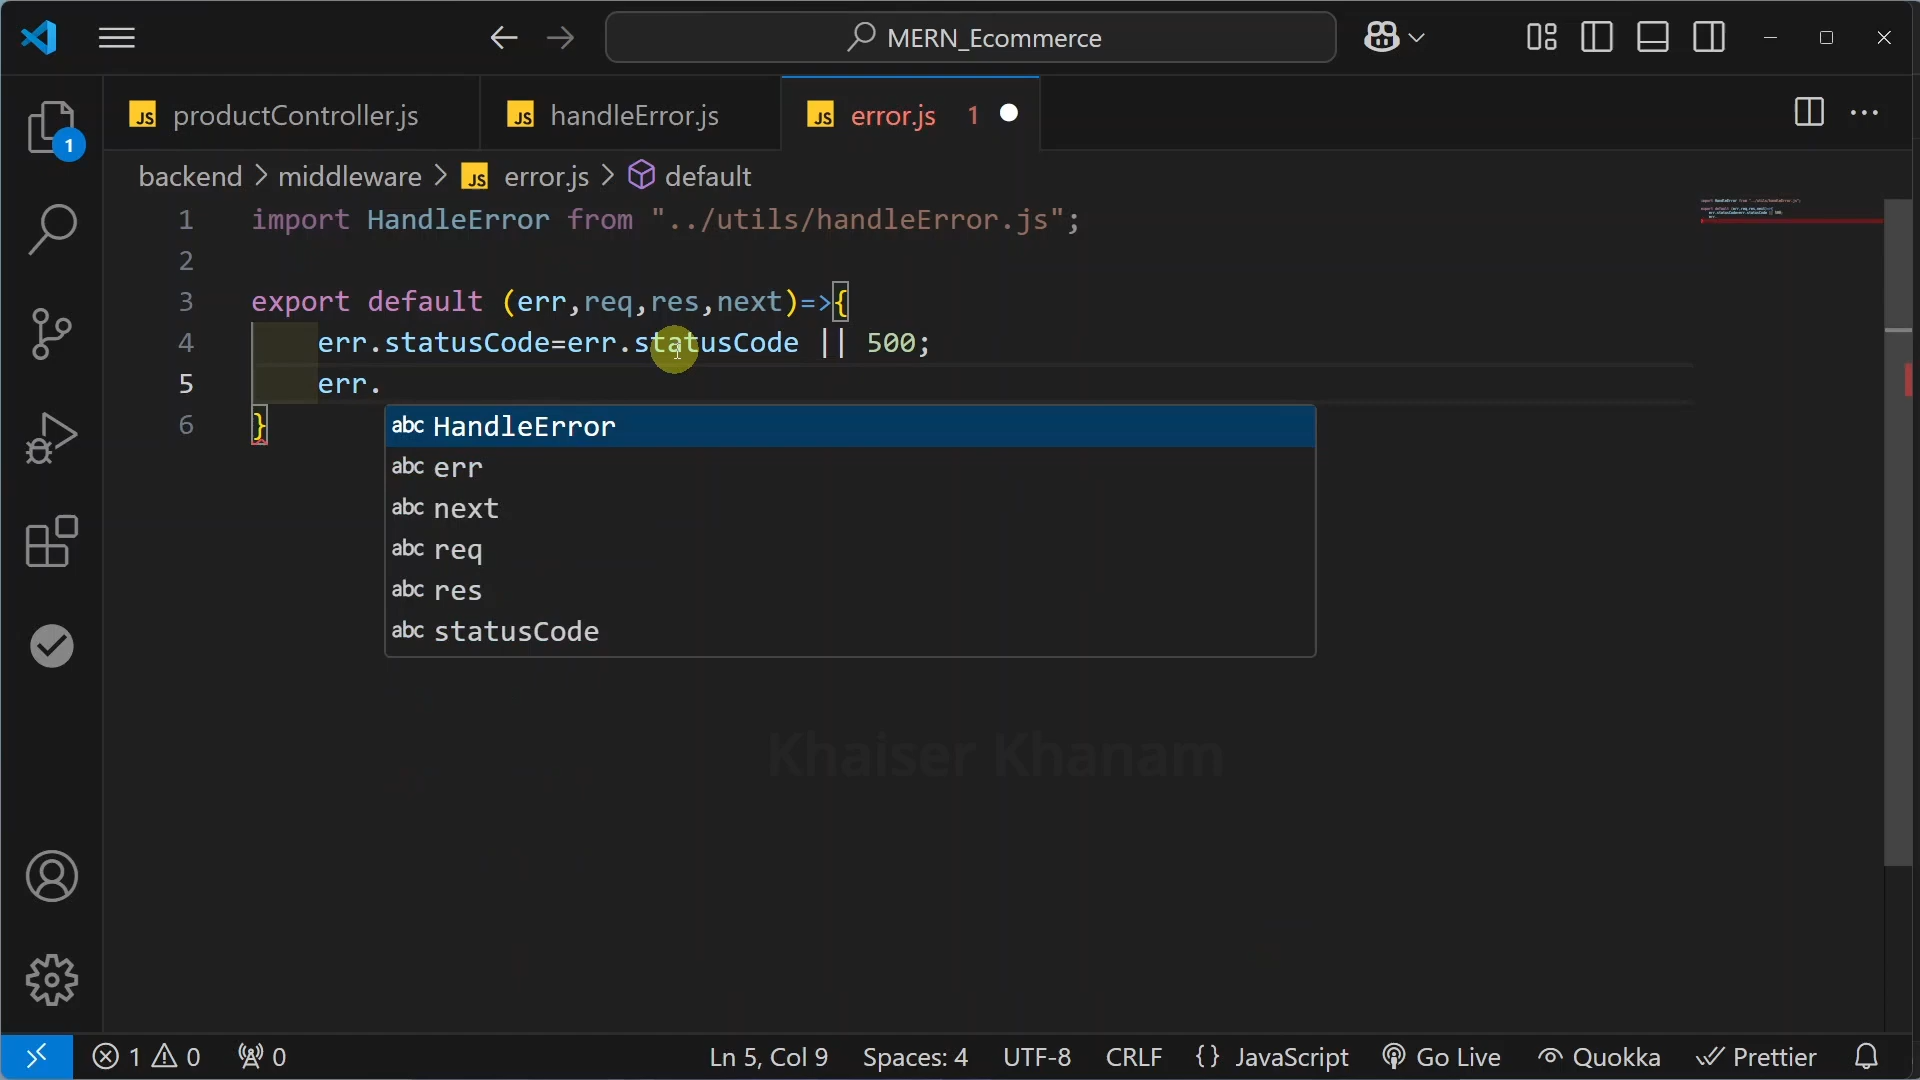 MERN_Ecommerce
productController.js
handleError.js
error.js 1
1
backend > middleware > error.js > default
1 import HandleError from "../utils/handleError.js";
2
3 export default (err,req,res,next)=>{
4 err.statusCode=err.statusCode || 500;
5 err.
6 }
abc HandleError
abc err
abc next
abc req
abc res
abc statusCode
Khaiser Khanam
1 0 0
Ln 5, Col 9
Spaces: 4
UTF-8
CRLF
{ } JavaScript
Go Live
Quokka
Prettier